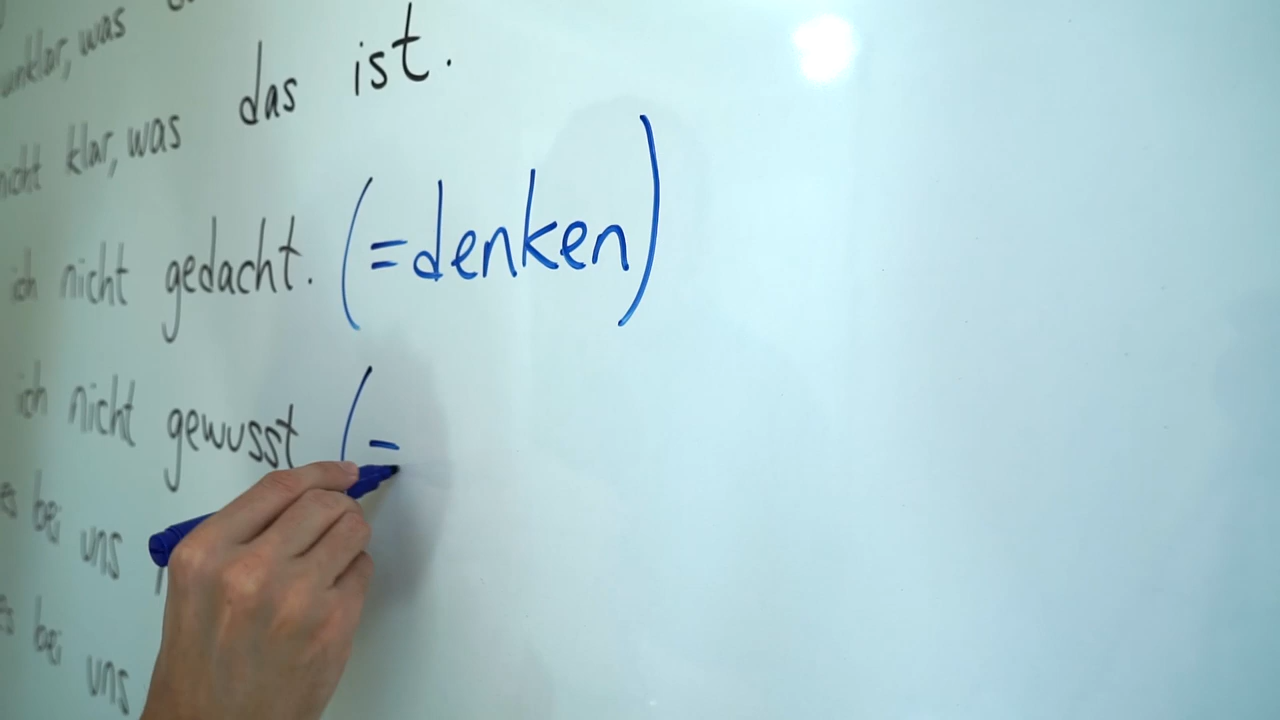 unklar, was
das ist.
nicht klar, was
ich nicht gedacht. (=denken)
ich nicht gewusst (-
es bei uns
es bei uns